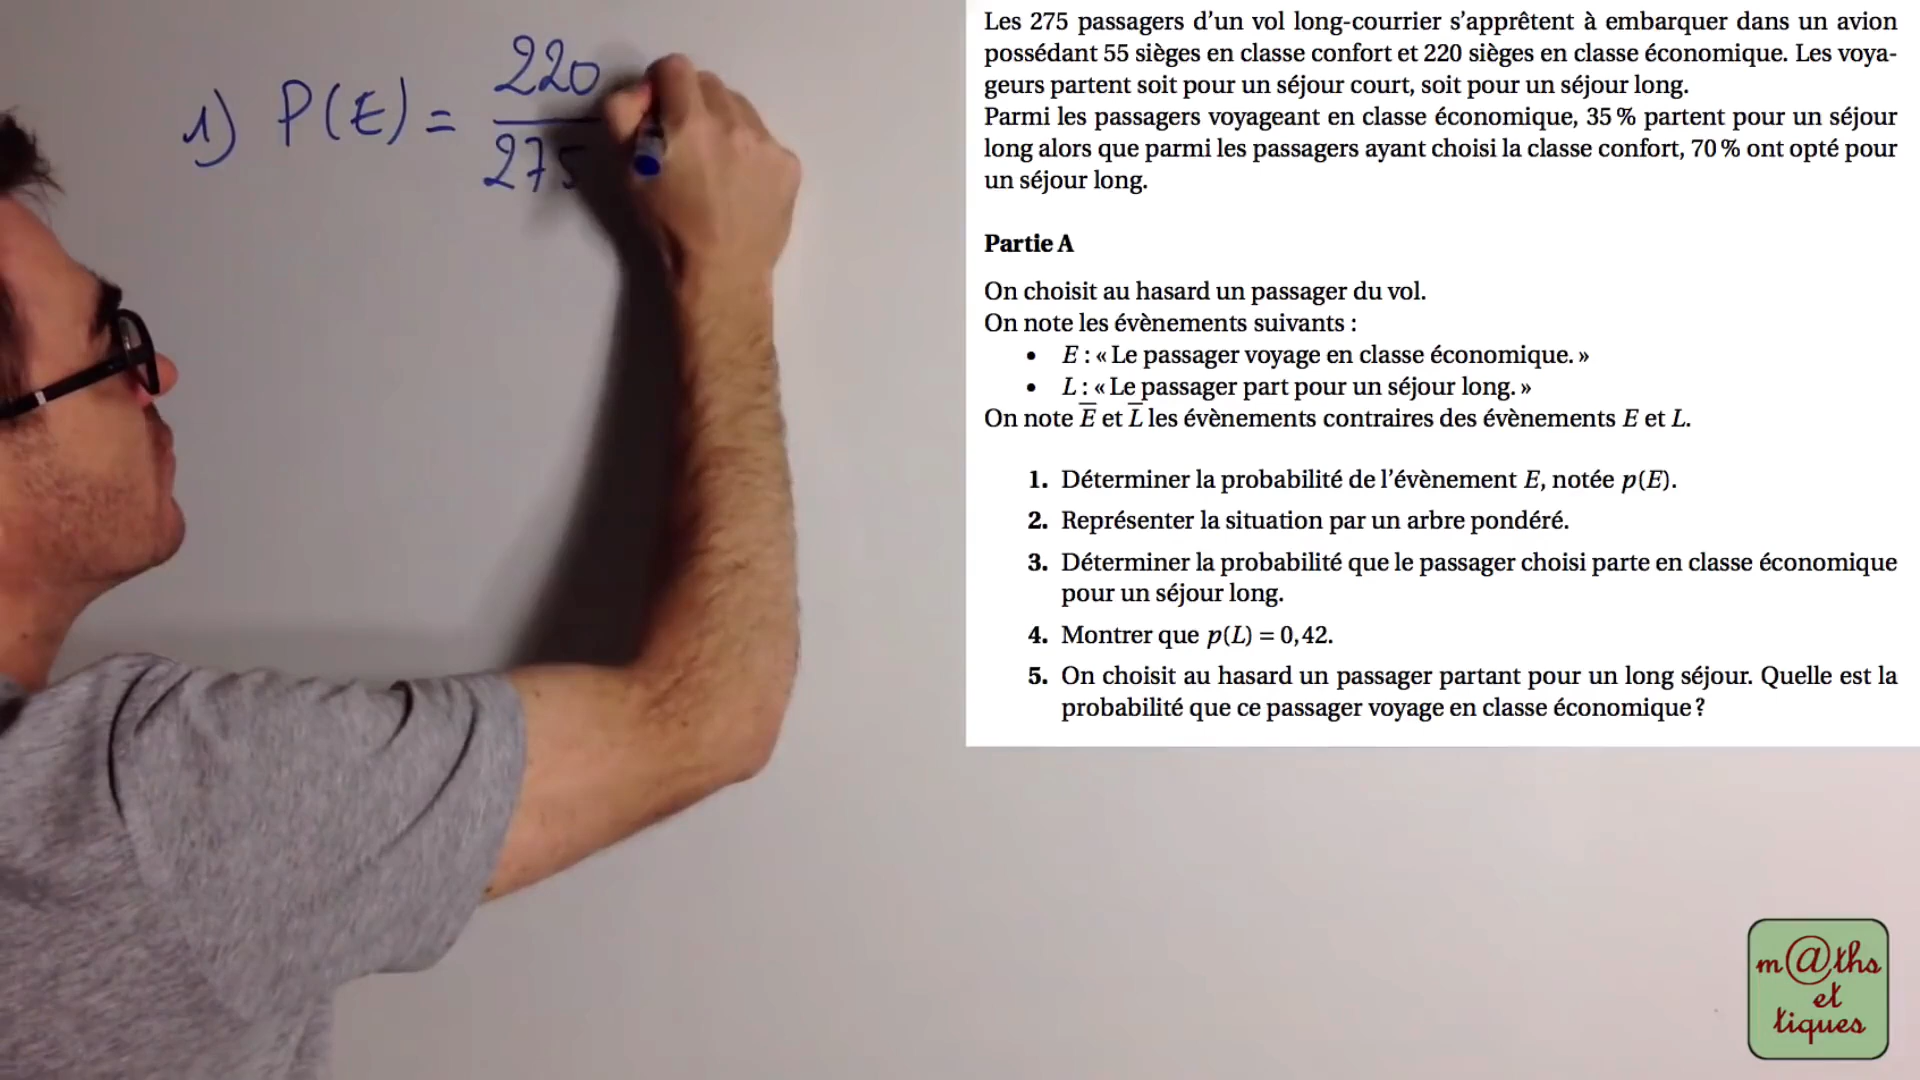 1) P(E) = 220
275
Les 275 passagers d’un vol long-courrier s’apprêtent à embarquer dans un avion
possédant 55 sièges en classe confort et 220 sièges en classe économique. Les voya-
geurs partent soit pour un séjour court, soit pour un séjour long.
Parmi les passagers voyageant en classe économique, 35 % partent pour un séjour
long alors que parmi les passagers ayant choisi la classe confort, 70 % ont opté pour
un séjour long.
Partie A
On choisit au hasard un passager du vol.
On note les évènements suivants :
• E : « Le passager voyage en classe économique. »
• L : « Le passager part pour un séjour long. »
On note E̅ et L̅ les évènements contraires des évènements E et L.
1. Déterminer la probabilité de l’évènement E, notée p(E).
2. Représenter la situation par un arbre pondéré.
3. Déterminer la probabilité que le passager choisi parte en classe économique
pour un séjour long.
4. Montrer que p(L) = 0,42.
5. On choisit au hasard un passager partant pour un long séjour. Quelle est la
probabilité que ce passager voyage en classe économique ?
m@ths
et
tiques